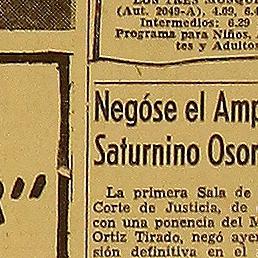 (Aut. 2049-A), 4.09, 6.4
Intermedios: 6.29
Programa para Niños,
tes y Adultos
Negóse el Amp
Saturnino Osor
La primera Sala de
Corte de Justicia, de
con una ponencia del M
Ortiz Tirado, negó ayer
sión definitiva en el
R"